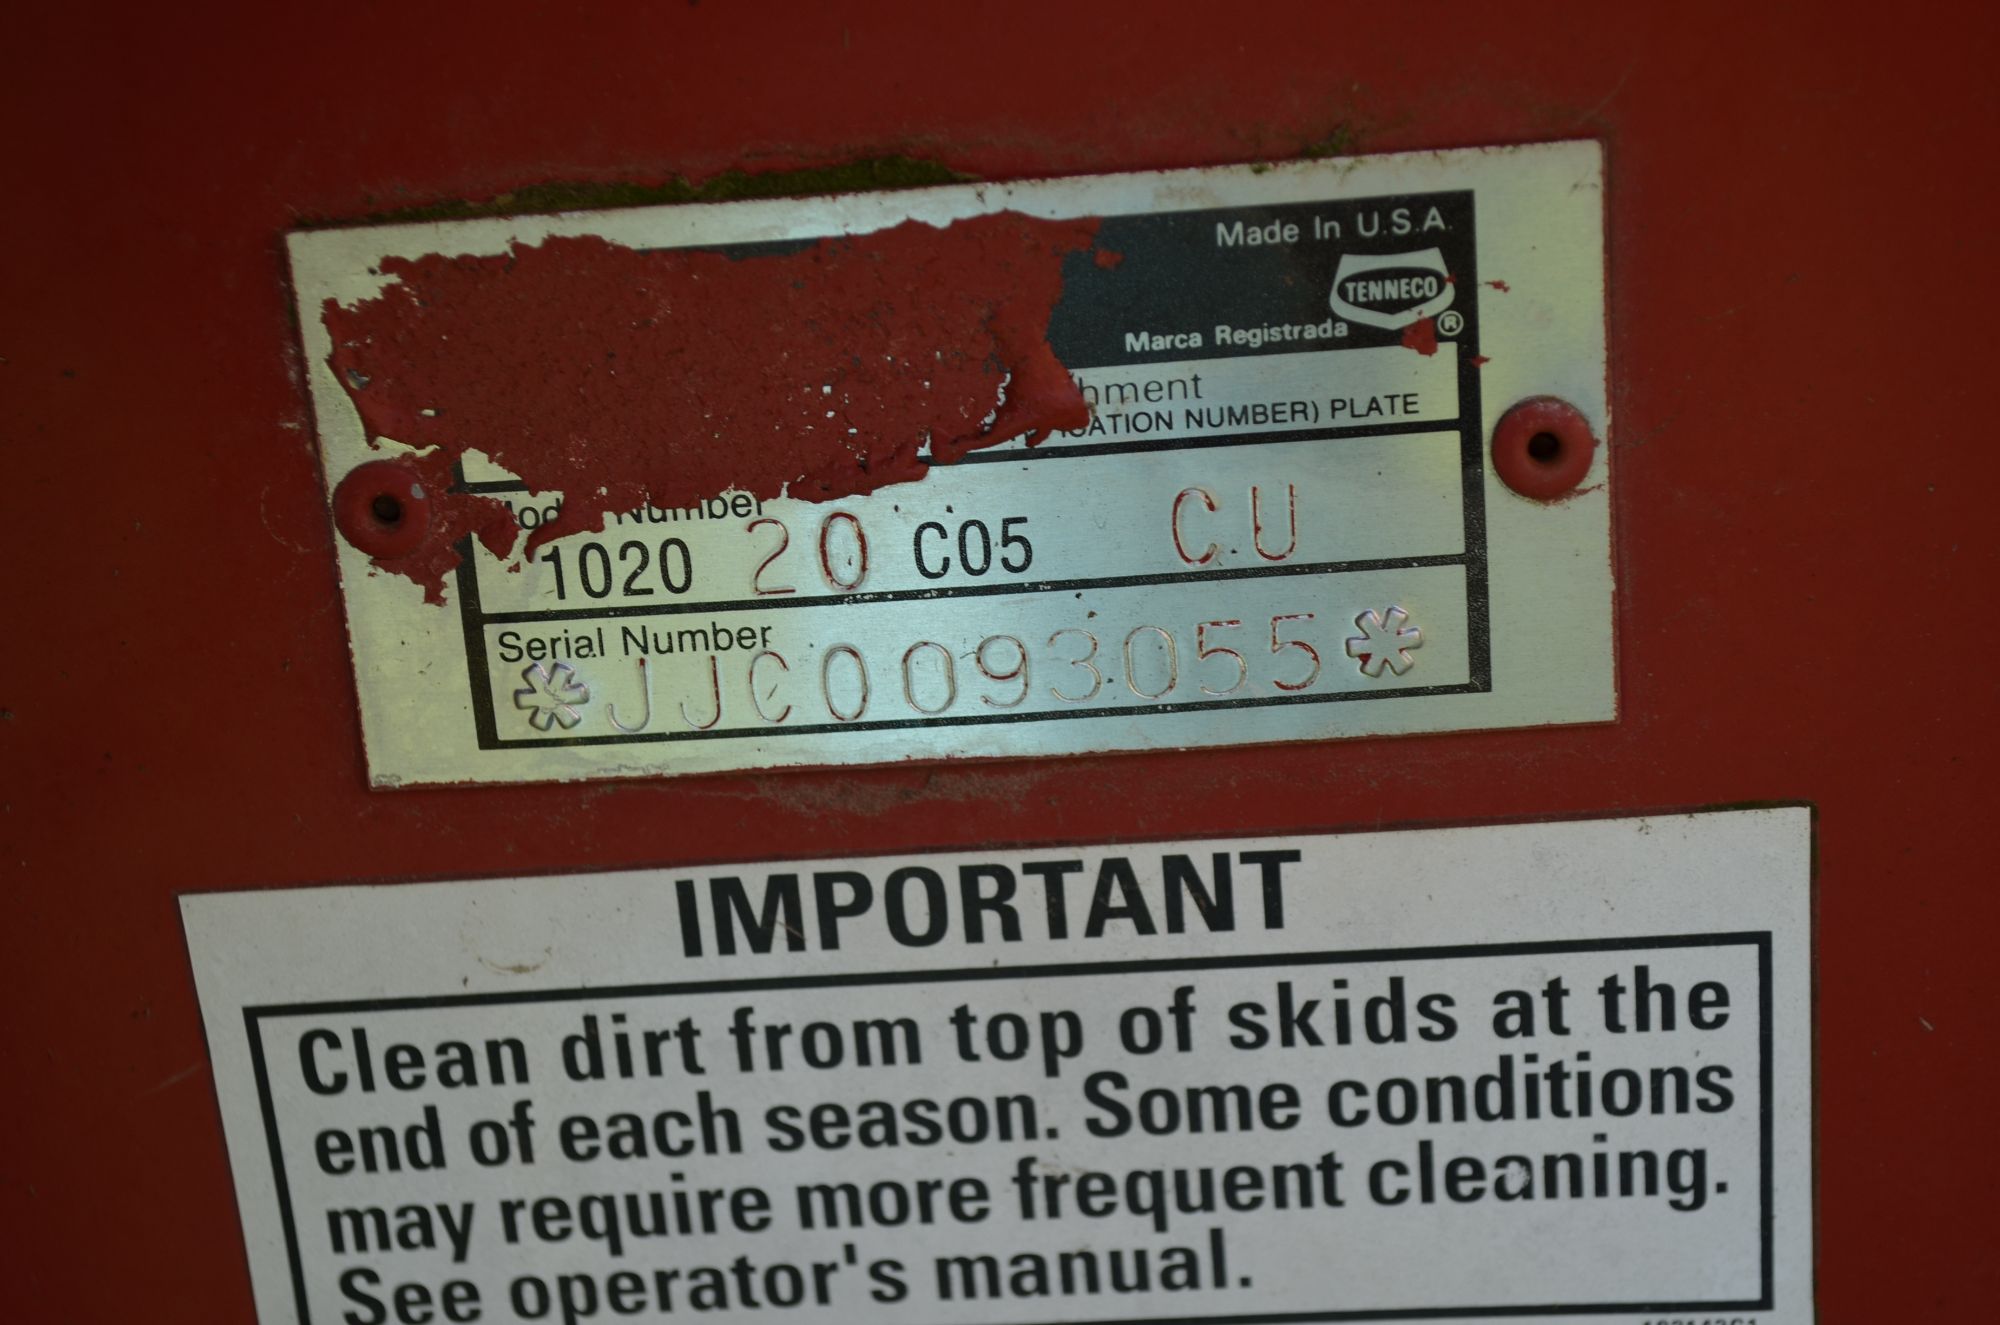 Made In U.S.A.
TENNECO
®
Marca Registrada
NUMBER) PLATE
Number
1020 20 C05 CU
Serial Number
*JJC0093055*
IMPORTANT
Clean dirt from top of skids at the
end of each season. Some conditions
may require more frequent cleaning.
See operator's manual.